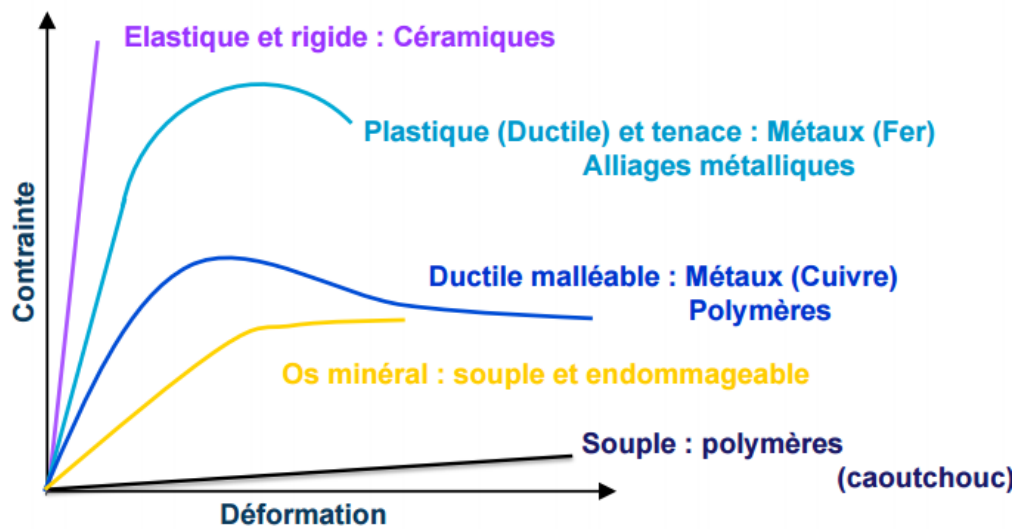 Elastique et rigide : Céramiques
Plastique (Ductile) et tenace : Métaux (Fer)
Alliages métalliques
Contrainte
Ductile malléable : Métaux (Cuivre)
Polymères
Os minéral : souple et endommageable
Souple : polymères
(caoutchouc)
Déformation